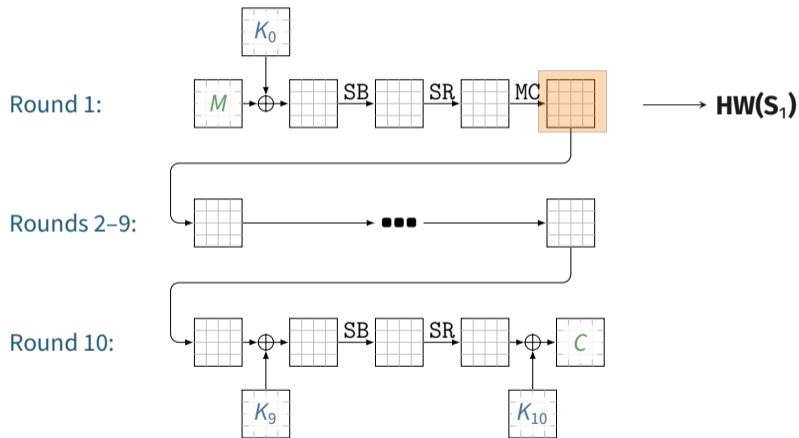 K₀
Round 1: M SB SR MC HW(S₁)
Rounds 2–9:
Round 10: SB SR C
K₉ K₁₀